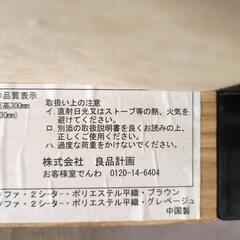 の品質表示
取扱い上の注意
高300mm
イ. 直射日光又はストーブ等の熱、火気を
30mm)
避けてください。
ロ. 別添の取扱説明書を良くお読みの上、
正しくご使用ください。
ハ. 過度な荷重をかけないでください。
株式会社 良品計画
お客様室でんわ 0120-14-6404
ソファ・2シーター・ポリエステル平織・ブラウン
ソファ・2シーター・ポリエステル平織・グレベージュ
中国製